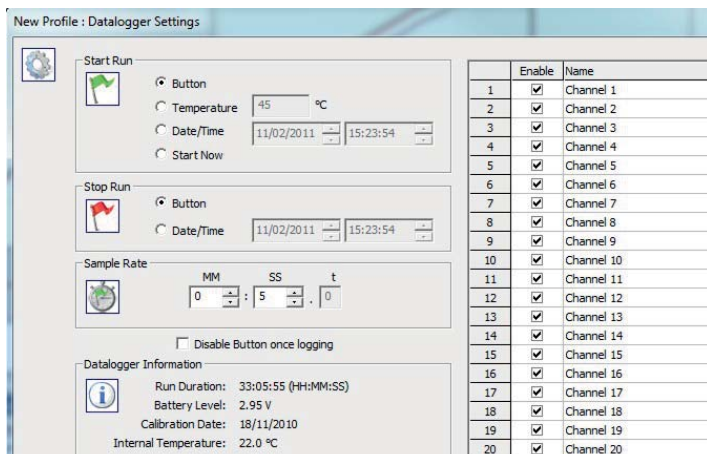 New Profile : Datalogger Settings
Start Run
Button
Temperature 45 ºC
Date/Time 11/02/2011 15:23:54
Start Now
Stop Run
Button
Date/Time 11/02/2011 15:23:54
Sample Rate
MM SS t
0 : 5 . 0
Disable Button once logging
Datalogger Information
Run Duration: 33:05:55 (HH:MM:SS)
Battery Level: 2.95 V
Calibration Date: 18/11/2010
Internal Temperature: 22.0 ºC
Enable Name
1 Channel 1
2 Channel 2
3 Channel 3
4 Channel 4
5 Channel 5
6 Channel 6
7 Channel 7
8 Channel 8
9 Channel 9
10 Channel 10
11 Channel 11
12 Channel 12
13 Channel 13
14 Channel 14
15 Channel 15
16 Channel 16
17 Channel 17
18 Channel 18
19 Channel 19
20 Channel 20